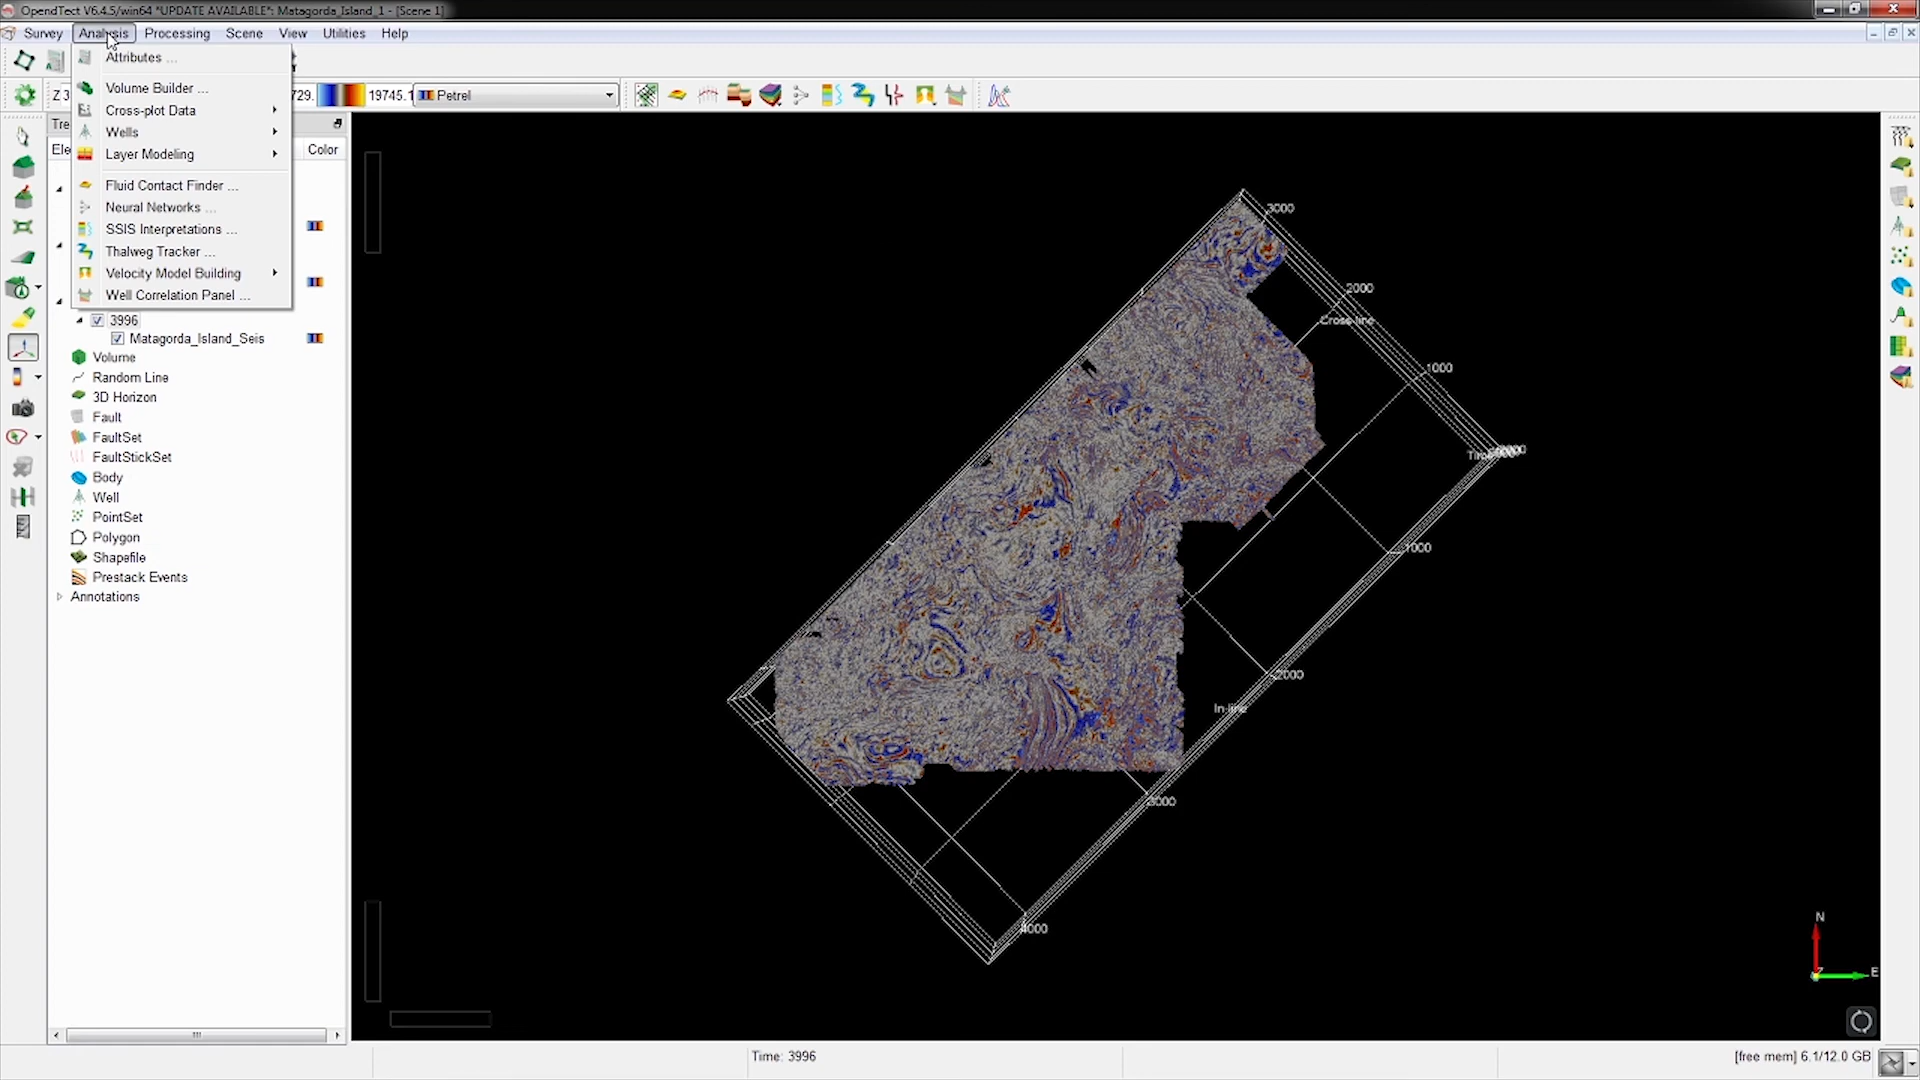 OpendTect V6.4.5/win64 *UPDATE AVAILABLE*: Matagorda_Island_1 - [Scene 1]
Survey Analysis Processing Scene View Utilities Help
Z 3 729. 19745.1 Petrel
Tre
Ele Color
Attributes ...
Volume Builder ...
Cross-plot Data
Wells
Layer Modeling
Fluid Contact Finder ...
Neural Networks ...
SSIS Interpretations ...
Thalweg Tracker ...
Velocity Model Building
Well Correlation Panel ...
3996
Matagorda_Island_Seis
Volume
Random Line
3D Horizon
Fault
FaultSet
FaultStickSet
Body
Well
PointSet
Polygon
Shapefile
Prestack Events
Annotations
3000
2000
Cross-line
1000
1000
2000
In-line
3000
4000
N
Z
E
Time: 3996
[free mem] 6.1/12.0 GB